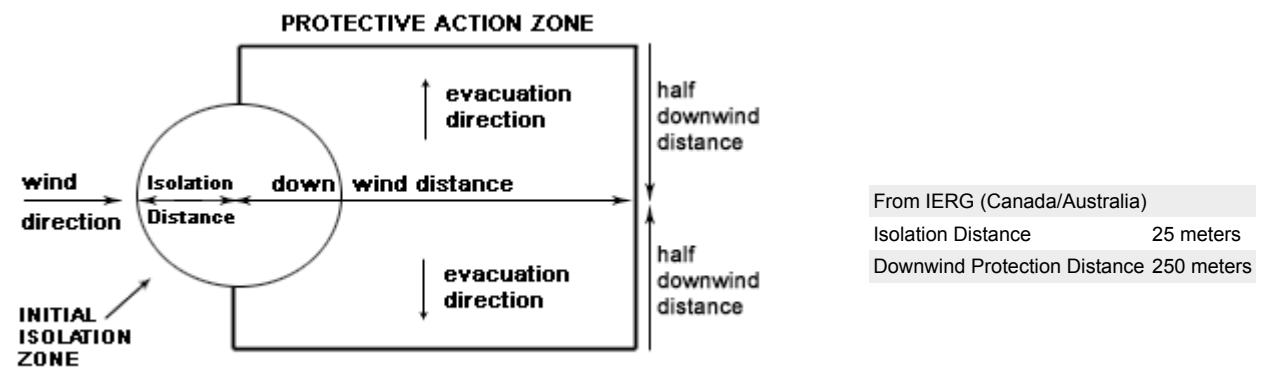 PROTECTIVE ACTION ZONE
evacuation
direction
half
downwind
distance
wind
direction
Isolation
Distance
down wind distance
evacuation
direction
half
downwind
distance
INITIAL
ISOLATION
ZONE
From IERG (Canada/Australia)
Isolation Distance 25 meters
Downwind Protection Distance 250 meters